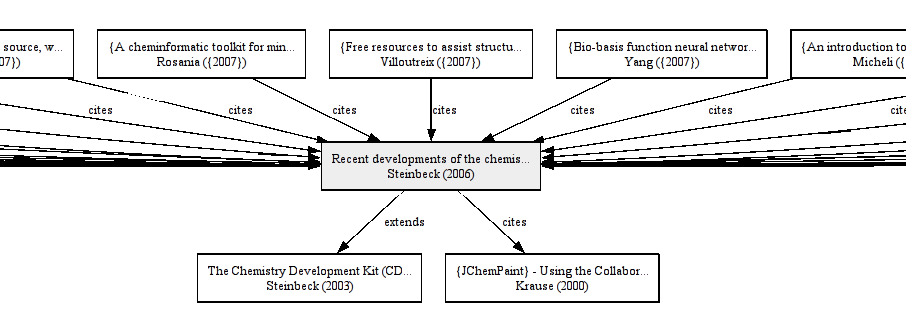 source, w...
07})
{A cheminformatic toolkit for min...
Rosania ({2007})
{Free resources to assist structu...
Villoutreix ({2007})
{Bio-basis function neural networ...
Yang ({2007})
{An introduction to
Micheli ({
cites
cites
cites
cites
cites
cites
cite
Recent developments of the chemis...
Steinbeck (2006)
extends
cites
The Chemistry Development Kit (CD...
Steinbeck (2003)
{JChemPaint} - Using the Collabor...
Krause (2000)